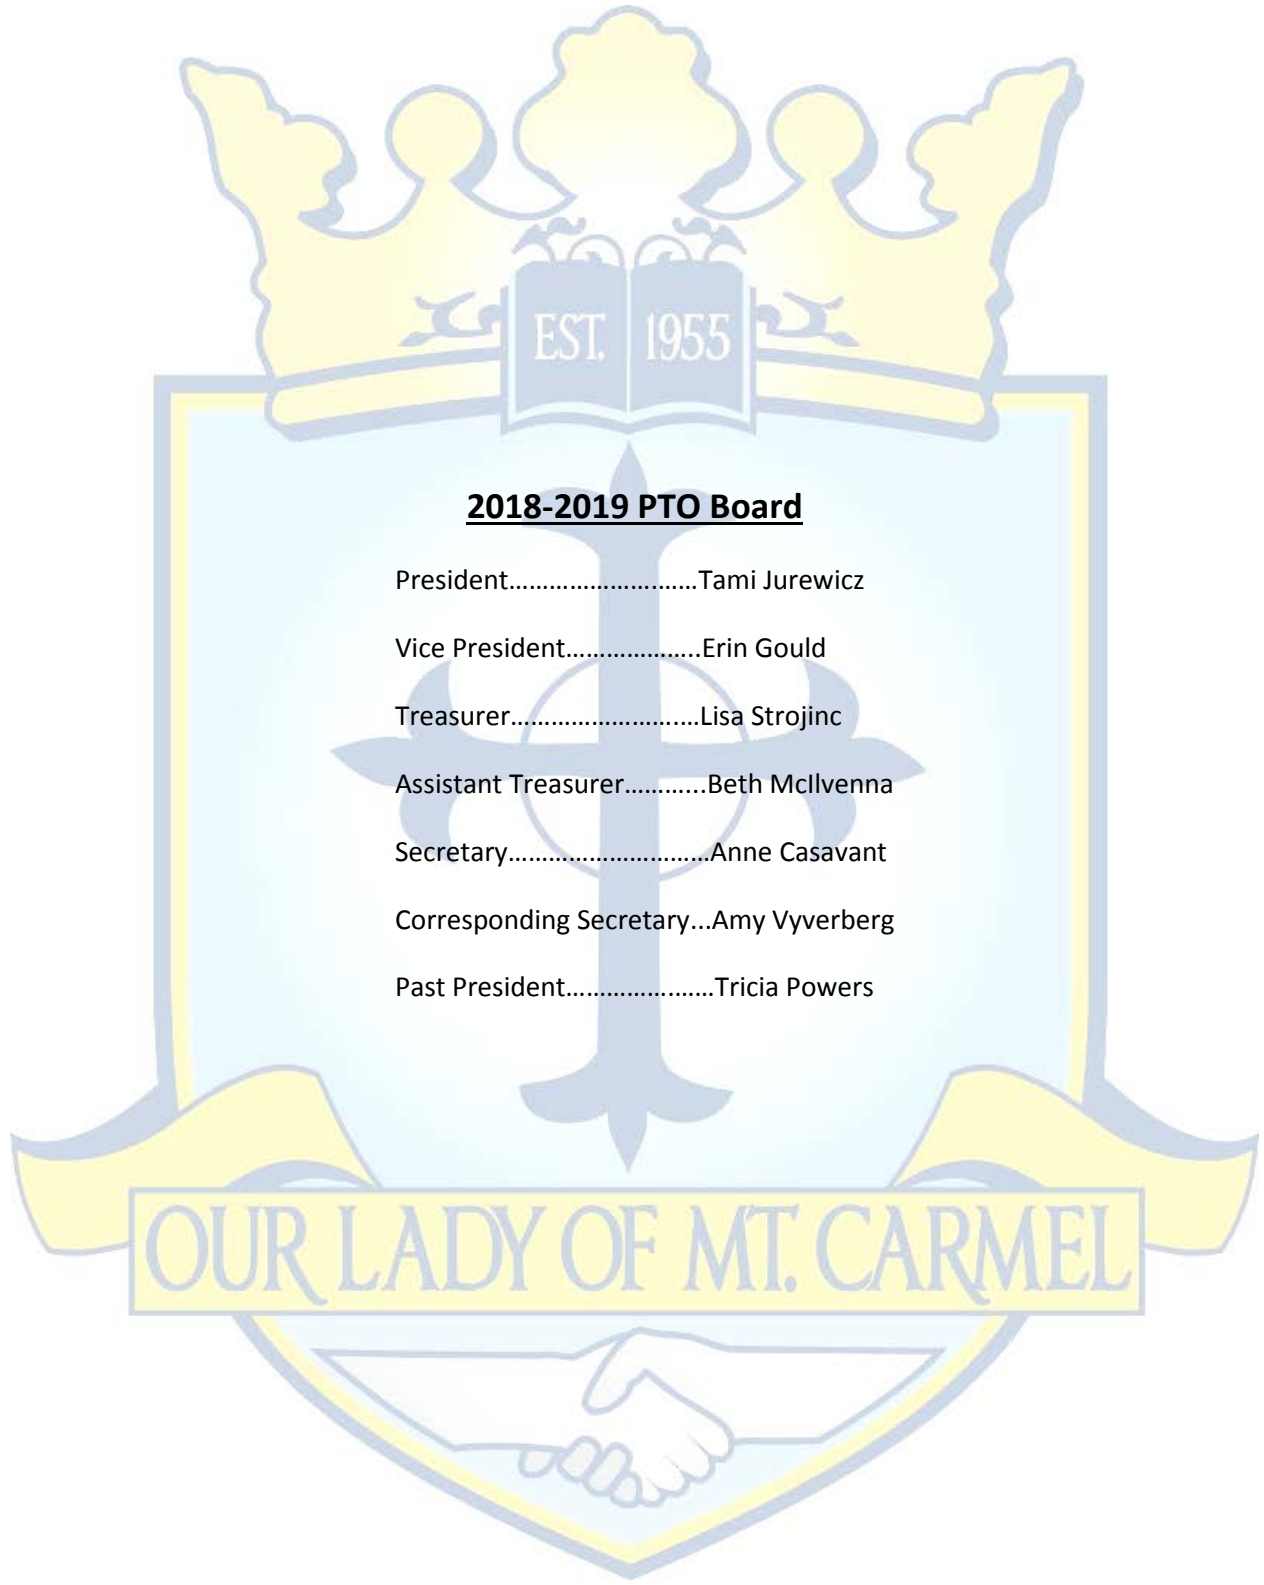 EST. 1955
2018-2019 PTO Board
President……………………….……Tami Jurewicz
Vice President………………...Erin Gould
Treasurer…………………….…Lisa Strojinc
Assistant Treasurer………...Beth McIlvenna
Secretary…………………………Anne Casavant
Corresponding Secretary...Amy Vyverberg
Past President……………..……Tricia Powers
OUR LADY OF MT. CARMEL